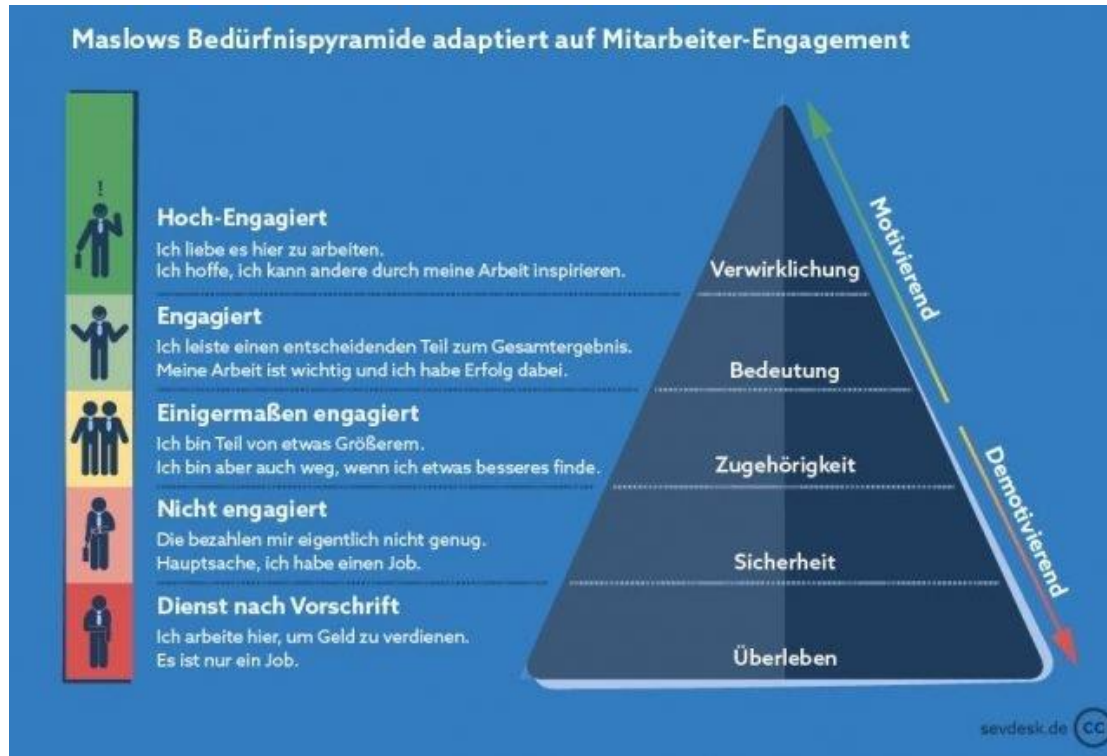 Maslows Bedürfnispyramide adaptiert auf Mitarbeiter-Engagement
!
Hoch-Engagiert
Ich liebe es hier zu arbeiten.
Ich hoffe, ich kann andere durch meine Arbeit inspirieren.
Verwirklichung
Engagiert
Ich leiste einen entscheidenden Teil zum Gesamtergebnis.
Meine Arbeit ist wichtig und ich habe Erfolg dabei.
Bedeutung
Einigermaßen engagiert
Ich bin Teil von etwas Größerem.
Ich bin aber auch weg, wenn ich etwas besseres finde.
Zugehörigkeit
Nicht engagiert
Die bezahlen mir eigentlich nicht genug.
Hauptsache, ich habe einen Job.
Sicherheit
Dienst nach Vorschrift
Ich arbeite hier, um Geld zu verdienen.
Es ist nur ein Job.
Überleben
Motivierend
Demotivierend
sevdesk.de
CC